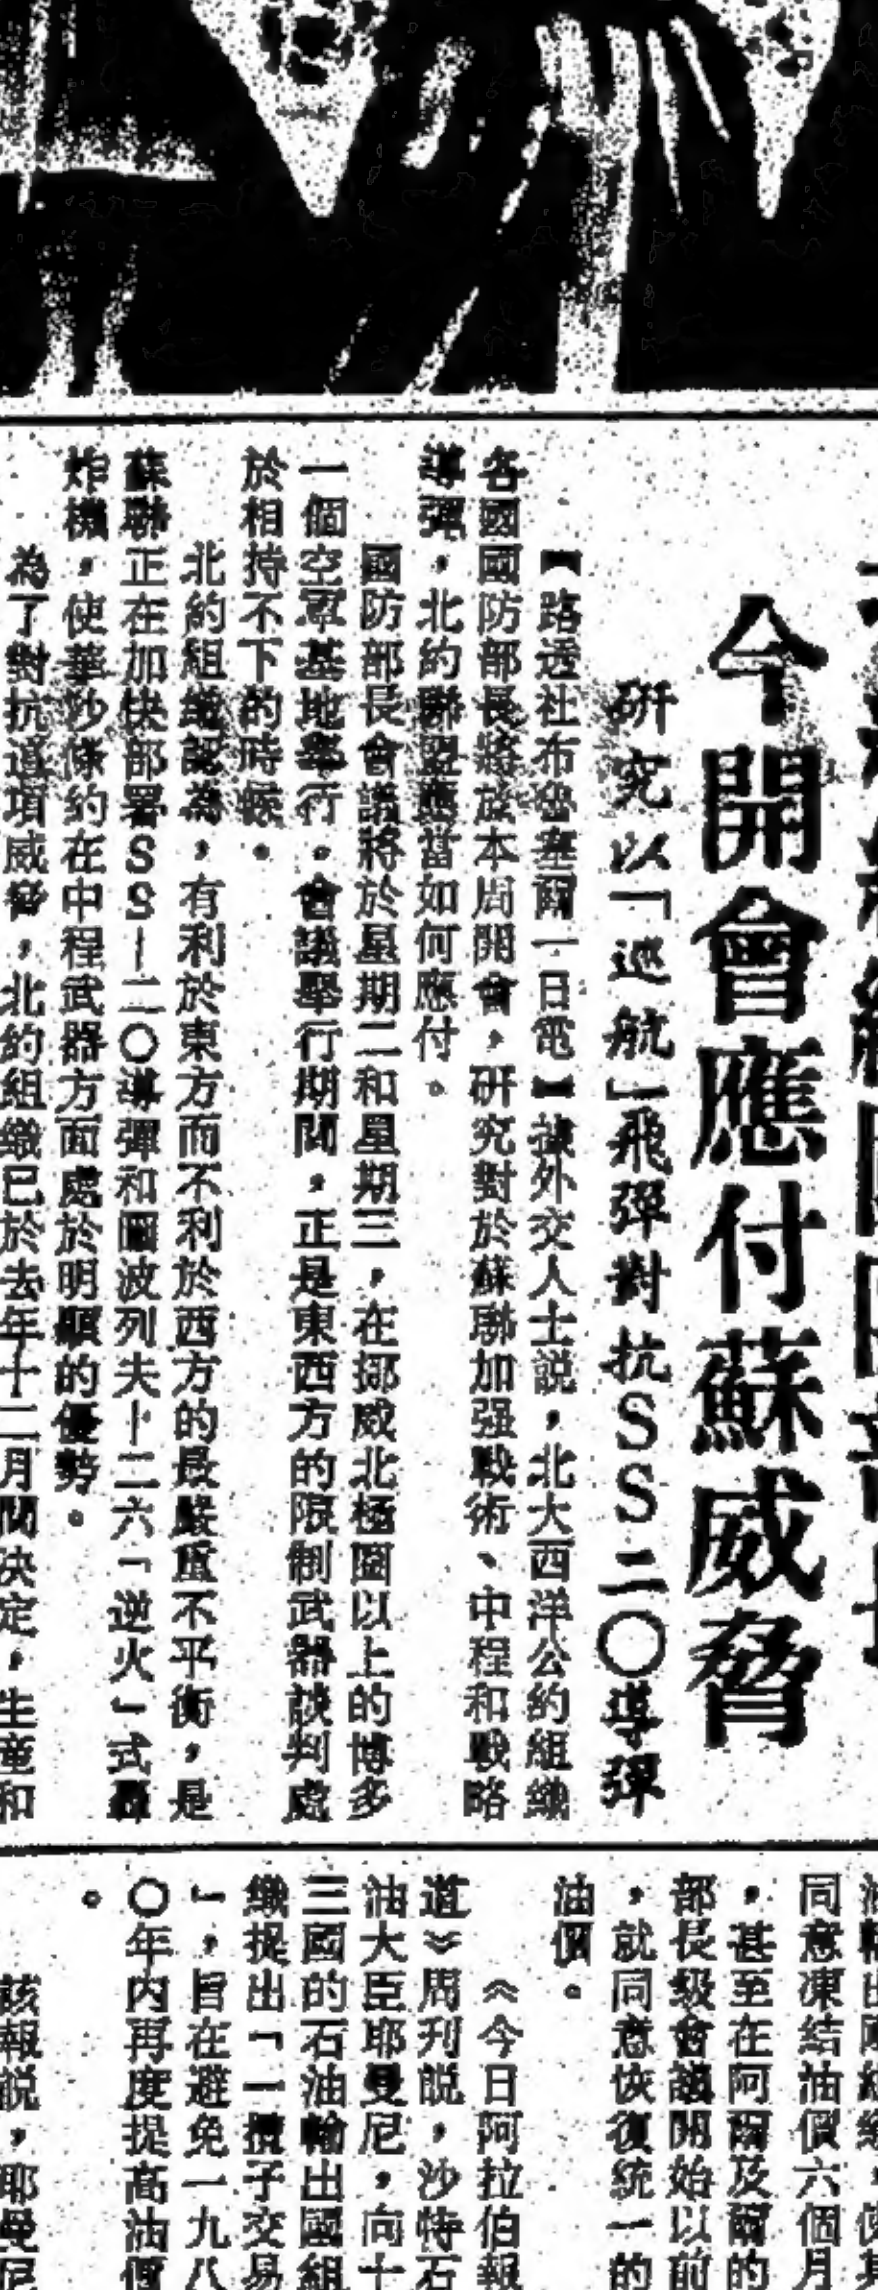 今開會應付蘇威脅
研究以「巡航」飛彈對抗SS二〇導彈
【路透社布魯塞爾一日電】據外交人士説，北大西洋公約組織
各國國防部長將於本周開會，研究對於蘇聯加强戰術、中程和戰略
導彈，北約聯盟應當如何應付。
國防部長會議將於星期二和星期三，在挪威北極圈以上的博多
一個空軍基地舉行。會議舉行期間，正是東西方的限制武器談判處
於相持不下的時候。
北約組織認為，有利於東方而不利於西方的最嚴重不平衡，是
蘇聯正在加快部署SS－二〇導彈和圖波列夫－二六「逆火」式轟
炸機，使華沙條約在中程武器方面處於明顯的優勢。
為了對抗這項威脅，北約組織已於去年十二月間決定，生產和
同意凍結油價六個月
，甚至在阿爾及爾的
部長級會議開始以前
，就同意恢復統一的
油價。
《今日阿拉伯報
道》周刊説，沙特石
油大臣耶曼尼，向十
三國的石油輸出國組
織提出「一攬子交易
」，旨在避免一九八
〇年内再度提高油價
。
該報説，耶曼尼